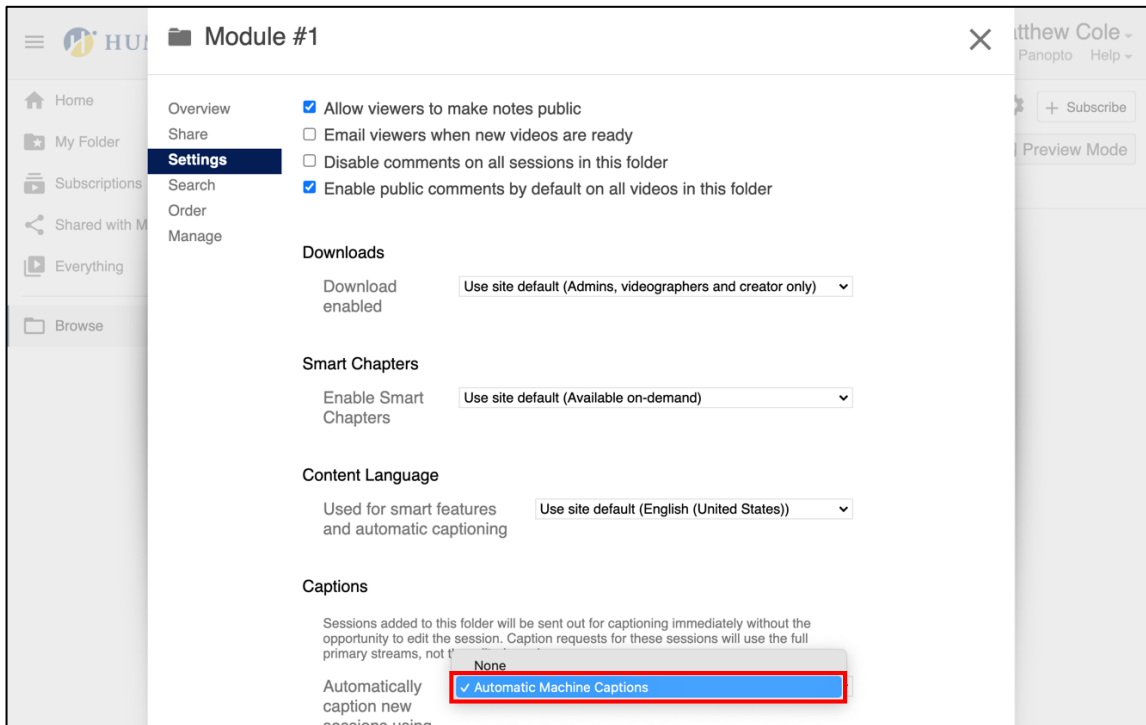 HUM
Module #1
Matthew Cole
Panopto Help
Home
My Folder
Subscriptions
Shared with M
Everything
Browse
Overview
Share
Settings
Search
Order
Manage
+ Subscribe
Preview Mode
Allow viewers to make notes public
Email viewers when new videos are ready
Disable comments on all sessions in this folder
Enable public comments by default on all videos in this folder
Downloads
Download
enabled
Use site default (Admins, videographers and creator only)
Smart Chapters
Enable Smart
Chapters
Use site default (Available on-demand)
Content Language
Used for smart features
and automatic captioning
Use site default (English (United States))
Captions
Sessions added to this folder will be sent out for captioning immediately without the
opportunity to edit the session. Caption requests for these sessions will use the full
primary streams, not
None
Automatic Machine Captions
Automatically
caption new
sessions using